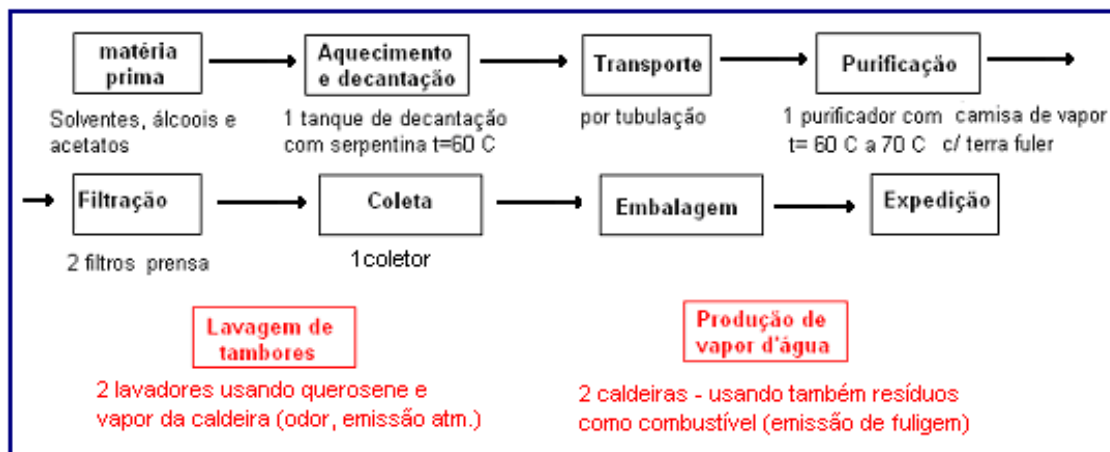 matéria
prima
Aquecimento
e decantação
Transporte
Purificação
Solventes, álcoois e
acetatos
1 tanque de decantação
com serpentina t=60 C
por tubulação
1 purificador com camisa de vapor
t= 60 C a 70 C c/ terra fuler
Filtração
Coleta
Embalagem
Expedição
2 filtros prensa
1coletor
Lavagem de
tambores
Produção de
vapor d'água
2 lavadores usando querosene e
vapor da caldeira (odor, emissão atm.)
2 caldeiras - usando também resíduos
como combustível (emissão de fuligem)